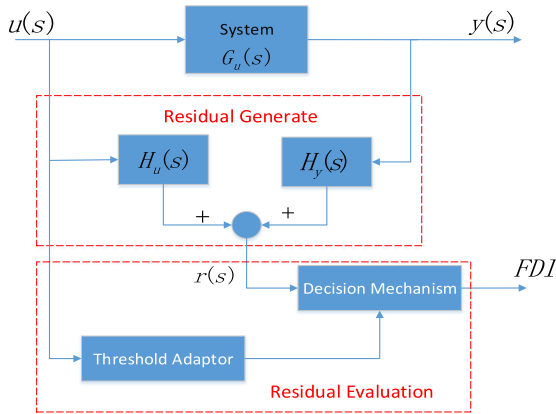 u(s)
System
G_u(s)
y(s)
Residual Generate
H_u(s)
H_y(s)
+
+
r(s)
Decision Mechanism
FDI
Threshold Adaptor
Residual Evaluation